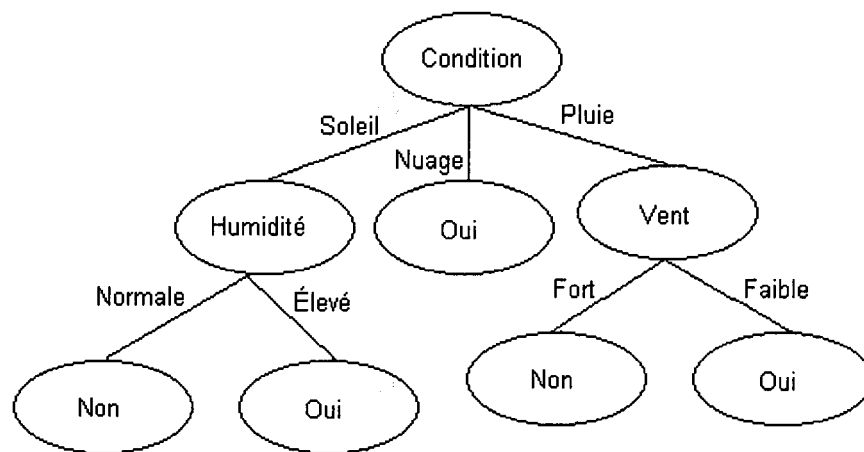 Condition
Soleil
Nuage
Pluie
Humidité
Oui
Vent
Normale
Élevé
Fort
Faible
Non
Oui
Non
Oui